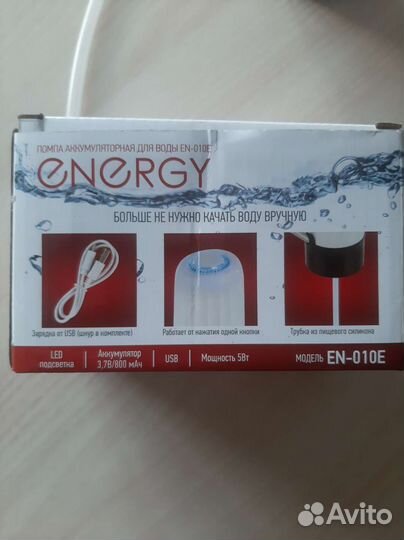 ПОМПА АККУМУЛЯТОРНАЯ ДЛЯ ВОДЫ EN-010E
eNeRGY
БОЛЬШЕ НЕ НУЖНО КАЧАТЬ ВОДУ ВРУЧНУЮ
Зарядка от USB (шнур в комплекте)
Работает от нажатия одной кнопки
Трубка из пищевого силикона
LED подсветка
Аккумулятор 3,7В/800 мАч
USB
Мощность 5Вт
МОДЕЛЬ EN-010E
Avito